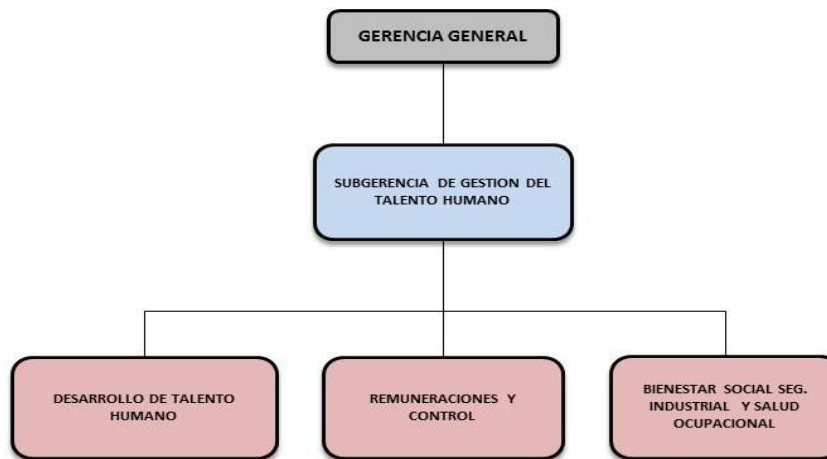 GERENCIA GENERAL
SUBGERENCIA DE GESTION DEL
TALENTO HUMANO
DESARROLLO DE TALENTO
HUMANO
REMUNERACIONES Y
CONTROL
BIENESTAR SOCIAL SEG.
INDUSTRIAL Y SALUD
OCUPACIONAL